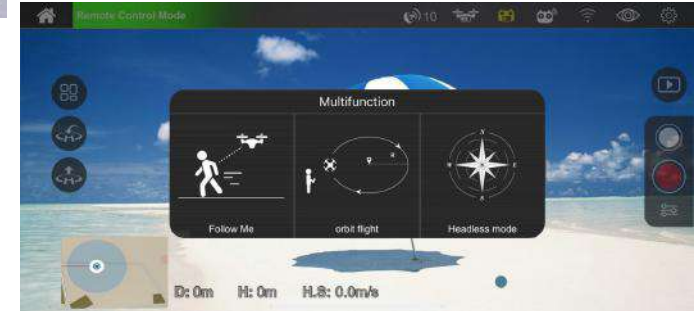 Remote Control Mode
10
Multifunction
N
W E
S
R
Follow Me
orbit flight
Headless mode
D: 0m H: 0m H.S: 0.0m/s